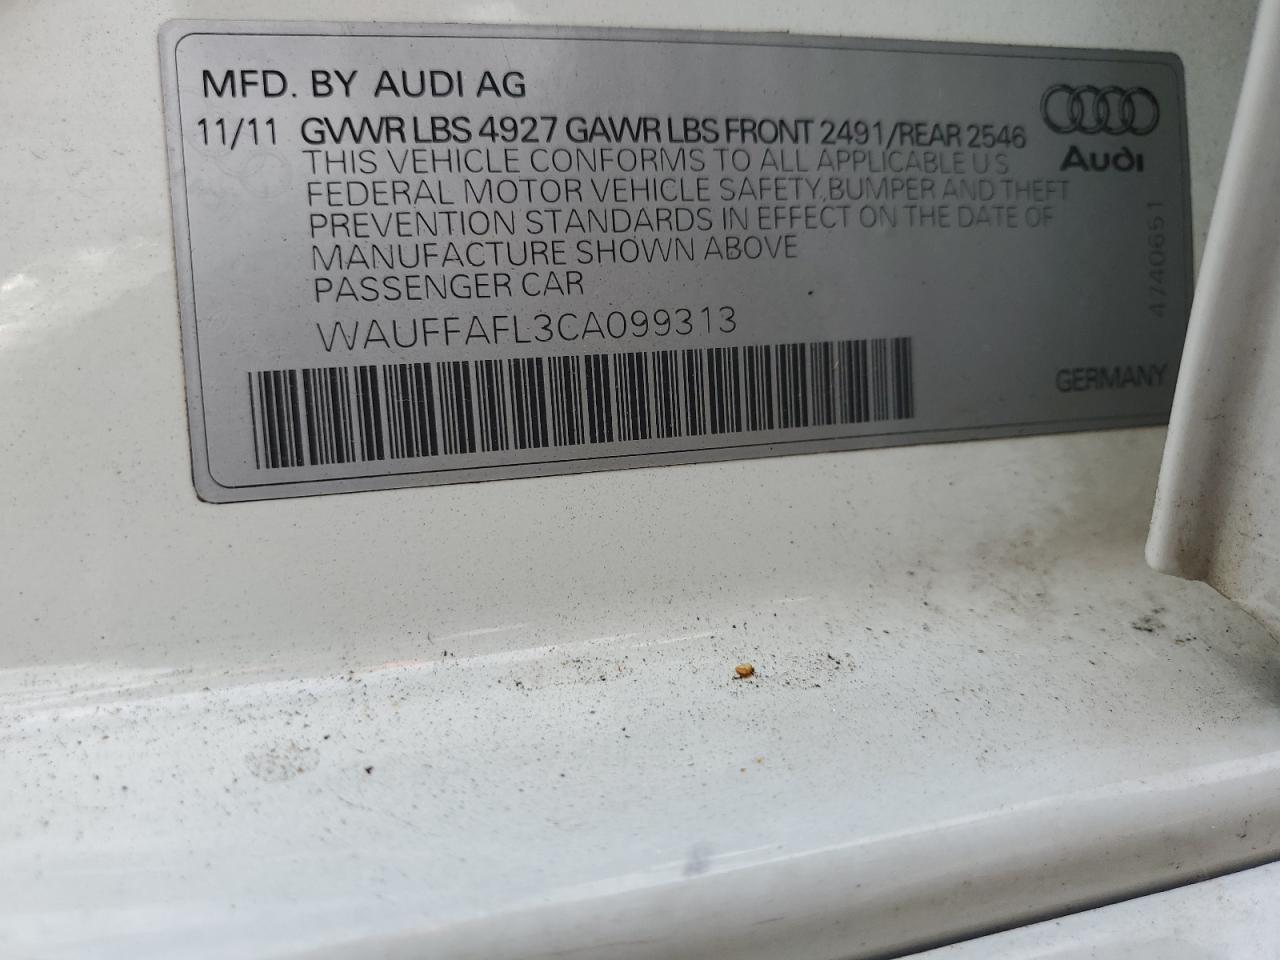 MFD. BY AUDI AG
11/11 GVWR LBS 4927 GAWR LBS FRONT 2491/REAR 2546
THIS VEHICLE CONFORMS TO ALL APPLICABLE US
FEDERAL MOTOR VEHICLE SAFETY,BUMPER AND THEFT
PREVENTION STANDARDS IN EFFECT ON THE DATE OF
MANUFACTURE SHOWN ABOVE
PASSENGER CAR
WAUFFAFL3CA099313
Audi
4740651
GERMANY